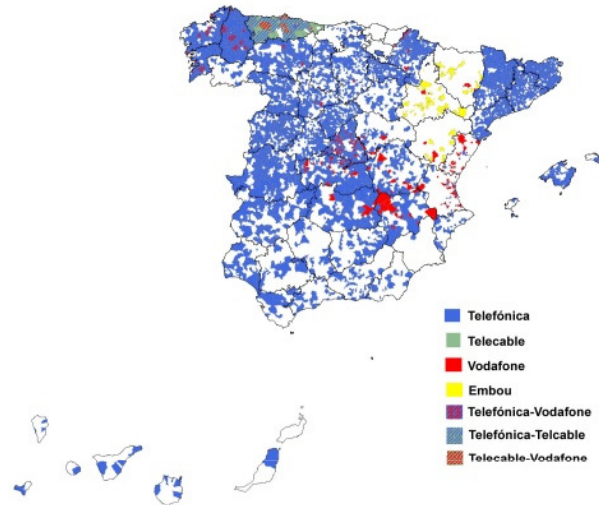 Telefónica
Telecable
Vodafone
Embou
Telefónica-Vodafone
Telefónica-Telcable
Telecable-Vodafone